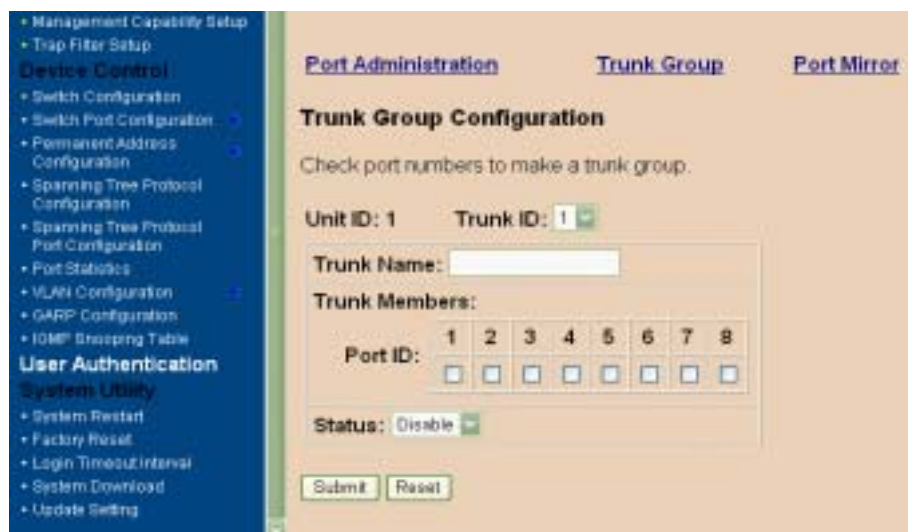 • Management Capability Setup
• Trap Filter Setup
Device Control
• Switch Configuration
• Switch Port Configuration
• Permanent Address
Configuration
• Spanning Tree Protocol
Configuration
• Spanning Tree Protocol
Port Configuration
• Port Statistics
• VLAN Configuration
• GARP Configuration
• IGMP Snooping Table
User Authentication
System Utility
• System Restart
• Factory Reset
• Login Timeout Interval
• System Download
• Update Setting
Port Administration Trunk Group Port Mirror
Trunk Group Configuration
Check port numbers to make a trunk group.
Unit ID: 1 Trunk ID: 1
Trunk Name:
Trunk Members:
Port ID: 1 2 3 4 5 6 7 8
Status: Disable
Submit Reset